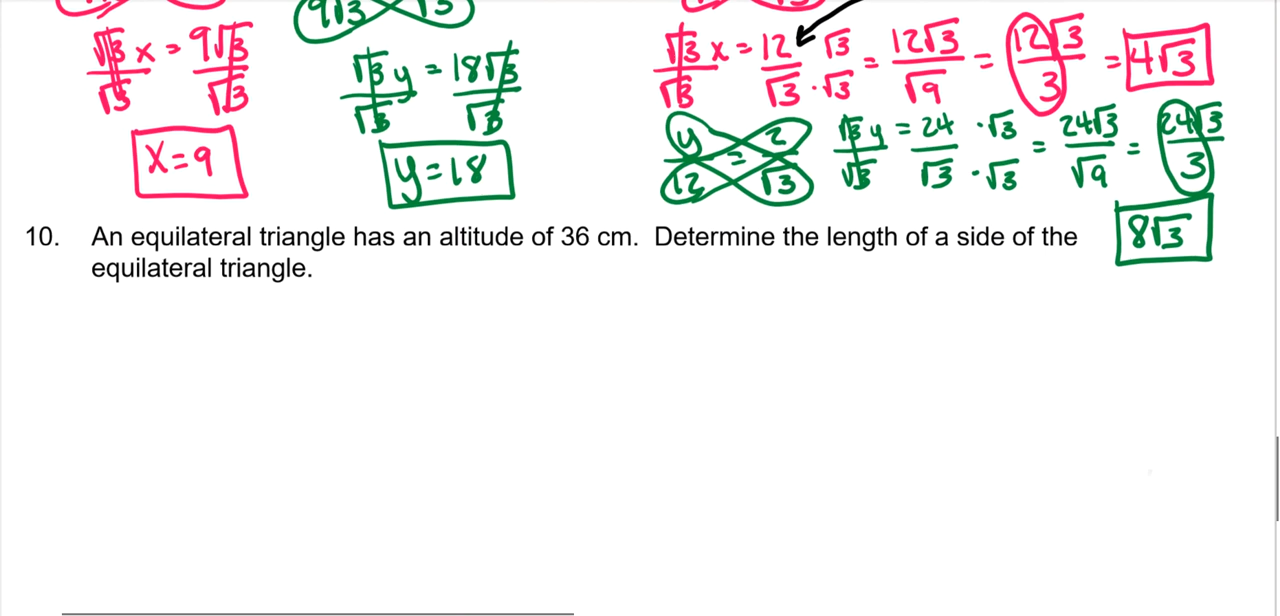 9√3 √3
√3 x = 9√3
√3 √3
x = 9
√3 y = 18√3
√3 √3
y = 18
√3 x = 12 √3 = 12√3 = 12√3 = 4√3
√3 √3 · √3 √9 3
y = 2
12 √3
√3 y = 24 · √3 = 24√3 = 24√3
√3 √3 · √3 √9 3
8√3
10. An equilateral triangle has an altitude of 36 cm. Determine the length of a side of the
equilateral triangle.